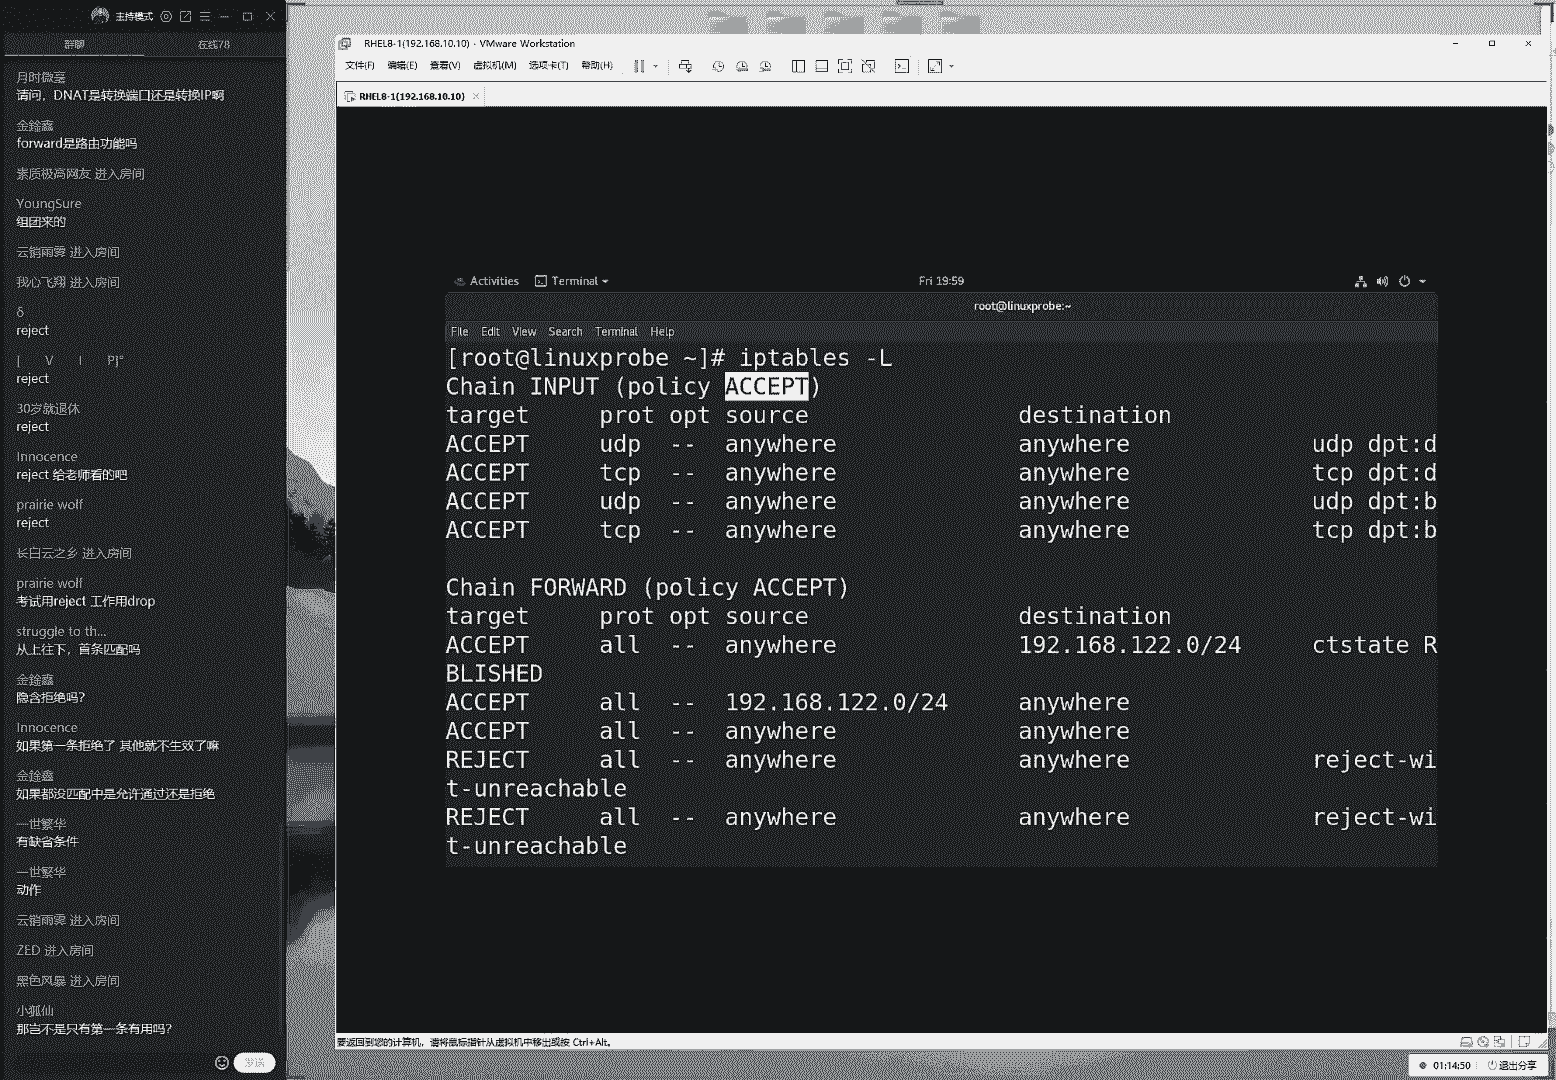 主持模式
群聊
在线78
月时微毫
请问，DNAT是转换端口还是转换IP啊
金鋒鑫
forward是路由功能吗
素质极高网友 进入房间
YoungSure
组团来的
云销雨霁 进入房间
我心飞翔 进入房间
δ
reject
[ V I P]°
reject
30岁就退休
reject
Innocence
reject 给老师看的吧
prairie wolf
reject
长白云之乡 进入房间
prairie wolf
考试用reject 工作用drop
struggle to th...
从上往下，首条匹配吗
隐含拒绝吗？
Innocence
如果第一条拒绝了 其他就不生效了嘛
如果都没匹配中是允许通过还是拒绝
一世繁华
有缺省条件
一世繁华
动作
云销雨霁 进入房间
ZED 进入房间
黑色风暴 进入房间
小狐仙
那岂不是只有第一条有用吗？
发送
RHEL8-1(192.168.10.10) - VMware Workstation
文件(F) 编辑(E) 查看(V) 虚拟机(M) 选项卡(T) 帮助(H)
RHEL8-1(192.168.10.10)
Activities Terminal Fri 19:59
root@linuxprobe:~
File Edit View Search Terminal Help
[root@linuxprobe ~]# iptables -L
Chain INPUT (policy ACCEPT)
target prot opt source destination
ACCEPT udp -- anywhere anywhere udp dpt:d
ACCEPT tcp -- anywhere anywhere tcp dpt:d
ACCEPT udp -- anywhere anywhere udp dpt:b
ACCEPT tcp -- anywhere anywhere tcp dpt:b
Chain FORWARD (policy ACCEPT)
target prot opt source destination
ACCEPT all -- anywhere 192.168.122.0/24 ctstate R
BLISHED
ACCEPT all -- 192.168.122.0/24 anywhere
ACCEPT all -- anywhere anywhere
REJECT all -- anywhere anywhere reject-wi
t-unreachable
REJECT all -- anywhere anywhere reject-wi
t-unreachable
要返回到您的计算机，请将鼠标指针从虚拟机中移出或按 Ctrl+Alt。
01:14:50 退出分享